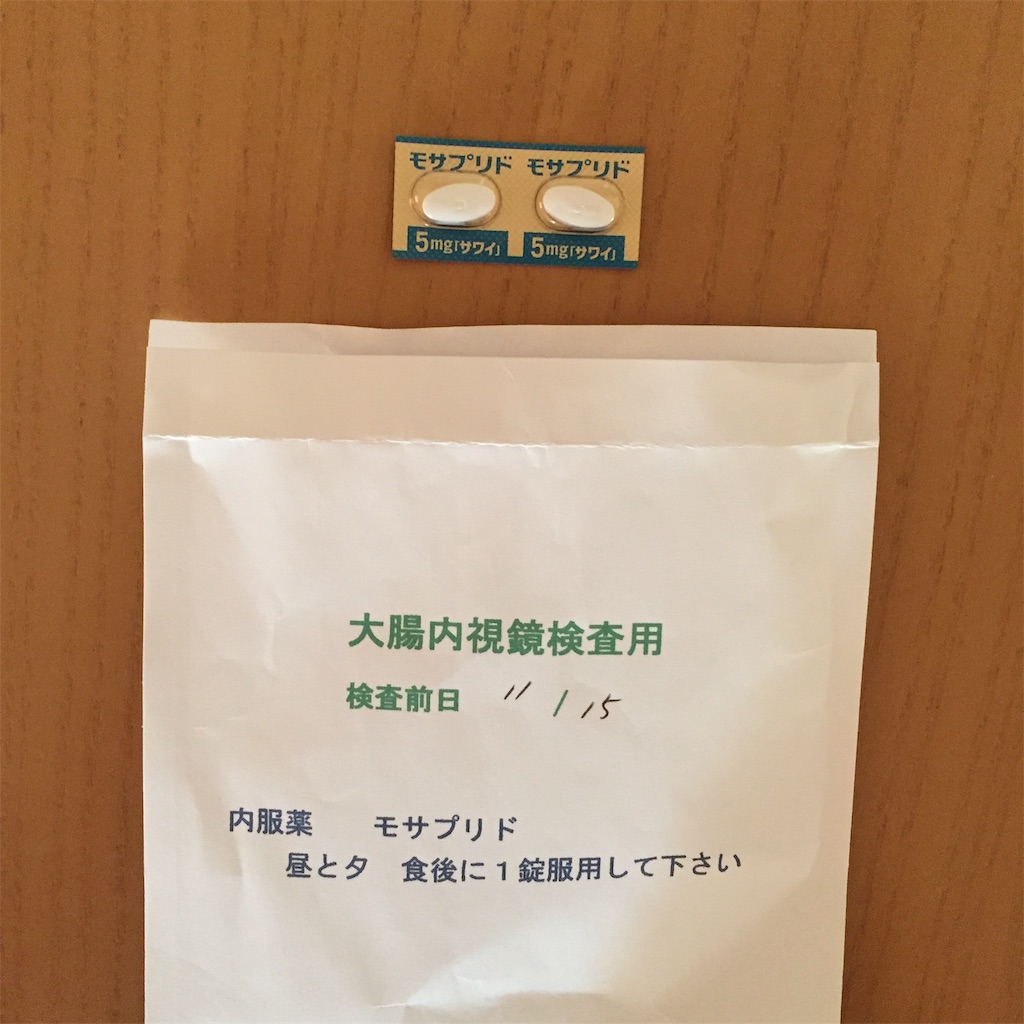 モサプリド モサプリド
5mg「サワイ」 5mg「サワイ」
大腸内視鏡検査用
検査前日 11/15
内服薬 モサプリド
昼と夕 食後に1錠服用して下さい